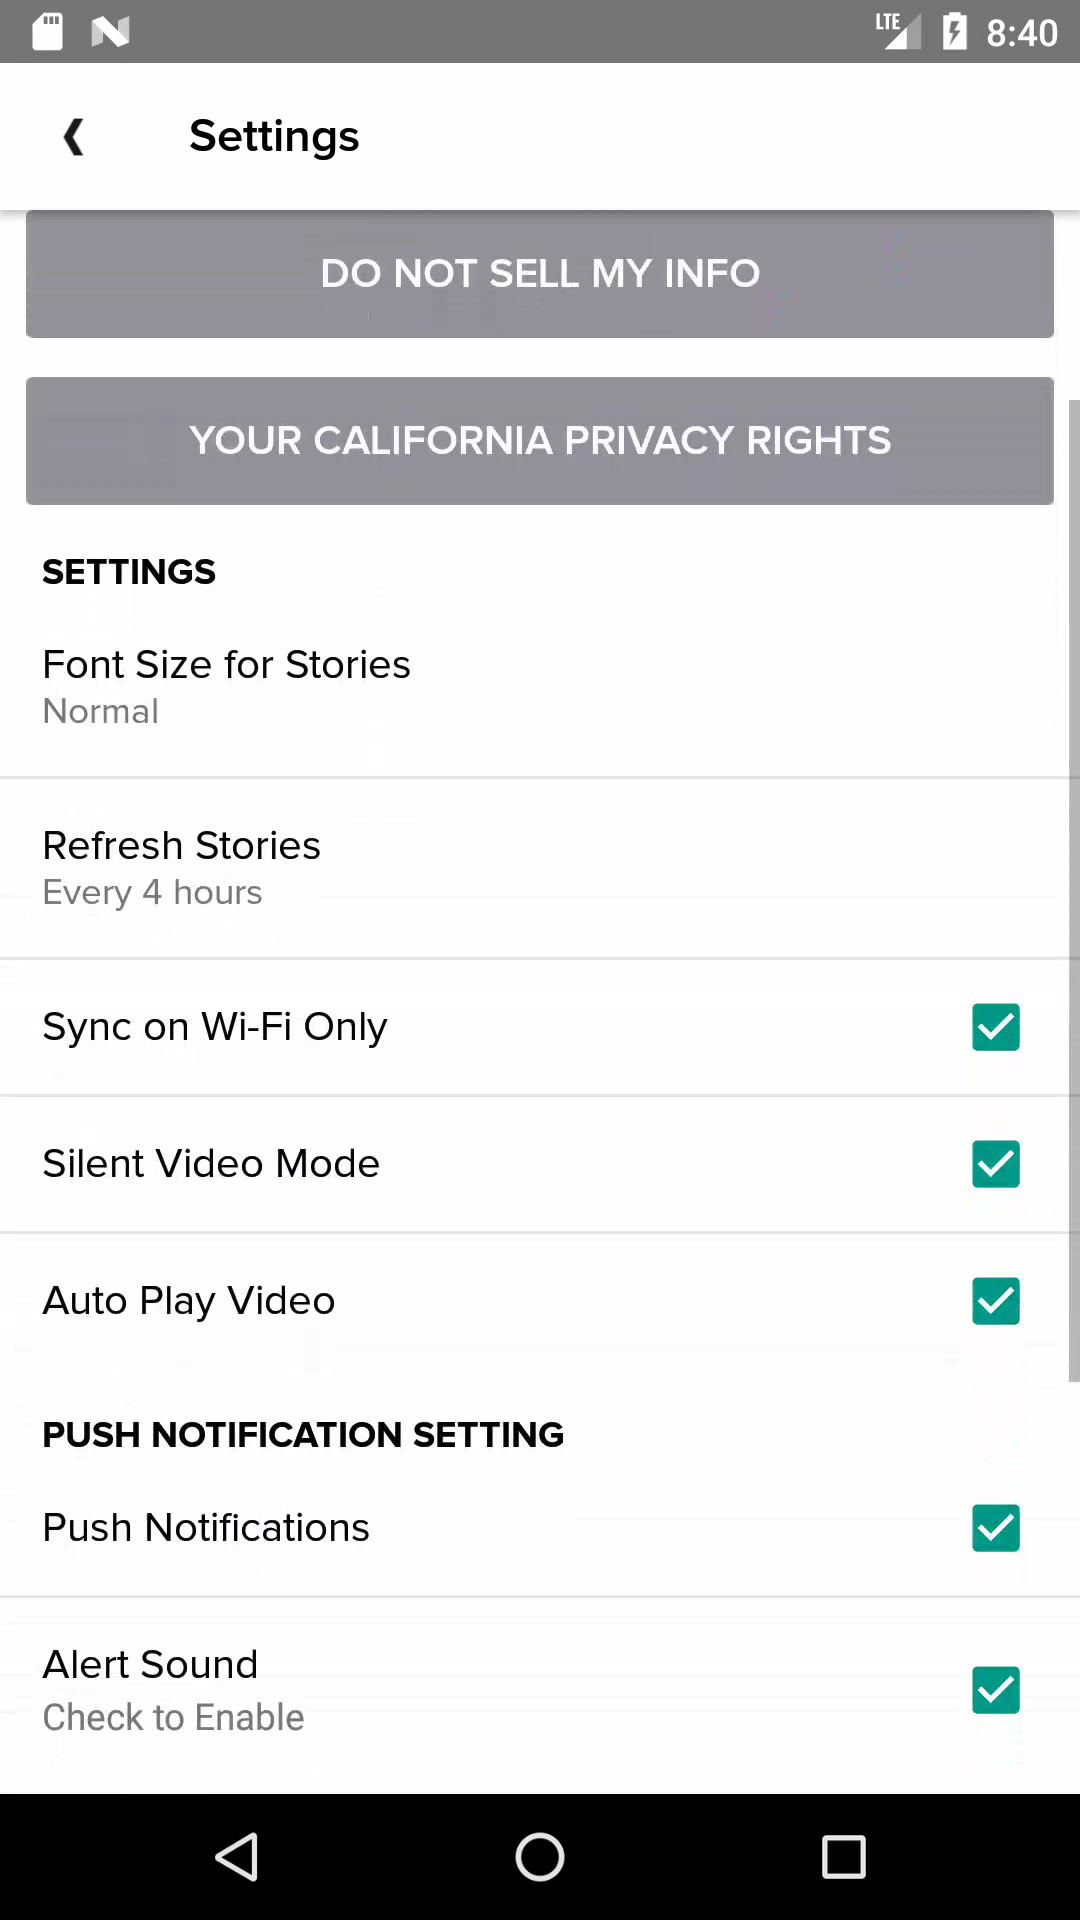 LTE 8:40
Settings
DO NOT SELL MY INFO
YOUR CALIFORNIA PRIVACY RIGHTS
SETTINGS
Font Size for Stories
Normal
Refresh Stories
Every 4 hours
Sync on Wi-Fi Only
Silent Video Mode
Auto Play Video
PUSH NOTIFICATION SETTING
Push Notifications
Alert Sound
Check to Enable